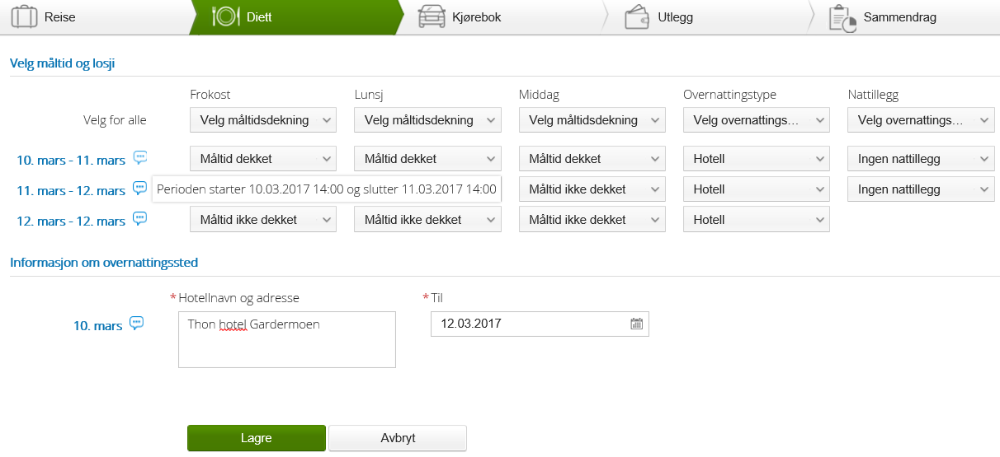 Reise Diett Kjørebok Utlegg Sammendrag
Velg måltid og losji
Frokost Lunsj Middag Overnattingstype Nattillegg
Velg for alle Velg måltidsdekning Velg måltidsdekning Velg måltidsdekning Velg overnattings... Velg overnattings...
10. mars - 11. mars Måltid dekket Måltid dekket Måltid dekket Hotell Ingen nattillegg
11. mars - 12. mars Perioden starter 10.03.2017 14:00 og slutter 11.03.2017 14:00 Måltid ikke dekket Hotell Ingen nattillegg
12. mars - 12. mars Måltid ikke dekket Måltid ikke dekket Måltid ikke dekket Hotell
Informasjon om overnattingssted
* Hotellnavn og adresse * Til
10. mars Thon hotel Gardermoen 12.03.2017
Lagre Avbryt